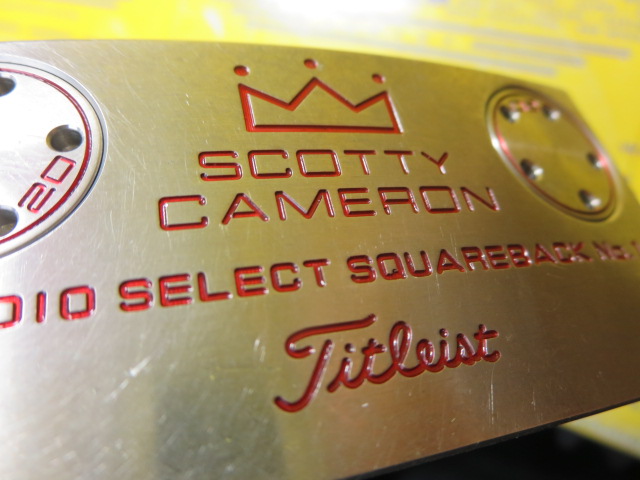 SCOTTY
CAMERON
DIO SELECT SQUAREBACK No.
Titleist
20